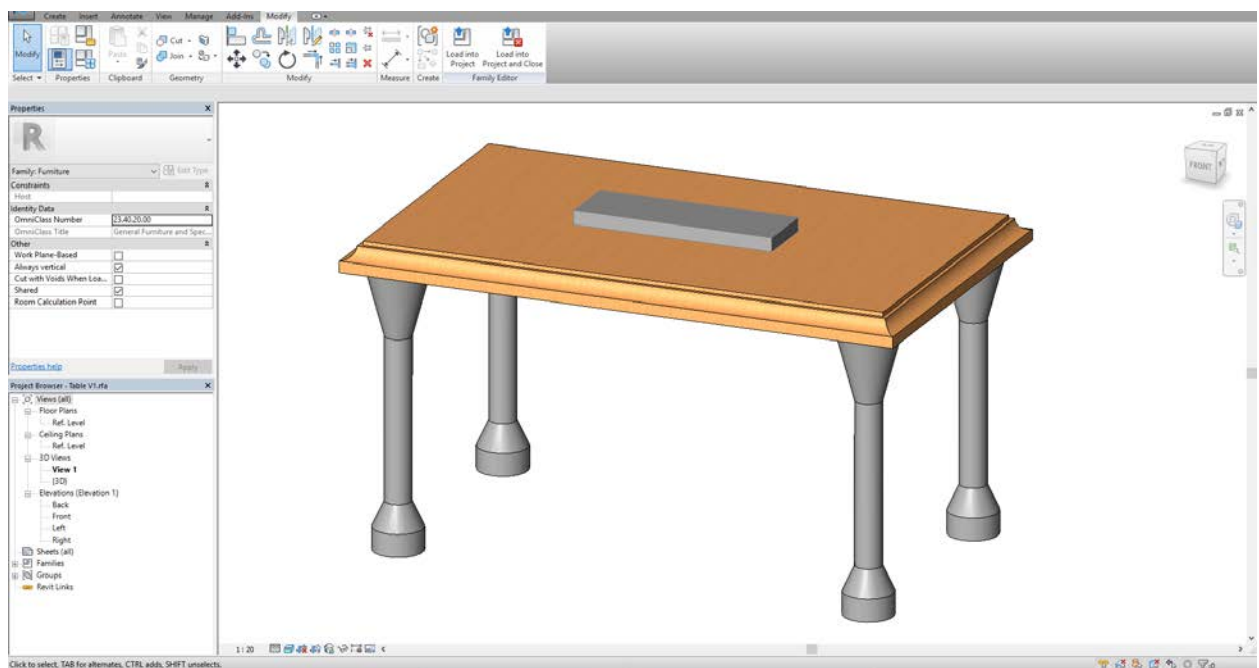 Create Insert Annotate View Manage Add-Ins Modify
Modify
Paste
Cut
Join
Load into Project
Load into Project and Close
Select Properties Clipboard Geometry Modify Measure Create Family Editor
Properties
R
Family: Furniture Edit Type
Constraints
Host
Identity Data
OmniClass Number 23.40.20.00
OmniClass Title General Furniture and Spec...
Other
Work Plane-Based
Always vertical
Cut with Voids When Loa...
Shared
Room Calculation Point
Properties help Apply
Project Browser - Table V1.rfa
Views (all)
Floor Plans
Ref. Level
Ceiling Plans
Ref. Level
3D Views
View 1
{3D}
Elevations (Elevation 1)
Back
Front
Left
Right
Sheets (all)
Families
Groups
Revit Links
FRONT
1 : 20
Click to select, TAB for alternates, CTRL adds, SHIFT unselects.